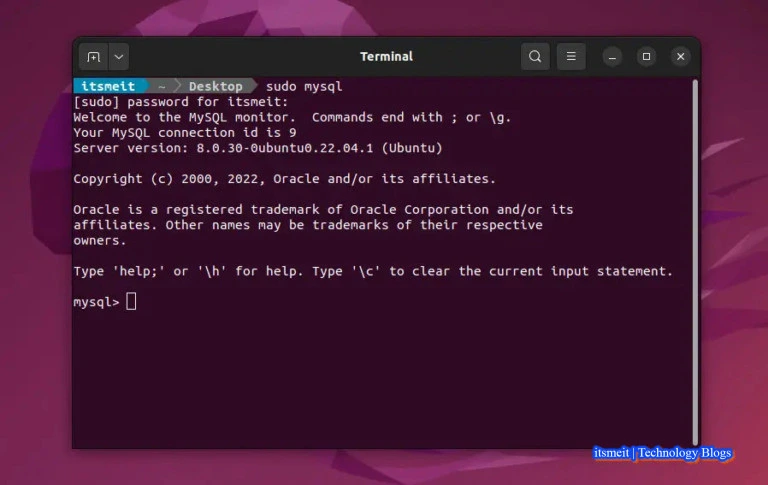 Terminal
itsmeit ~ Desktop sudo mysql
[sudo] password for itsmeit:
Welcome to the MySQL monitor.  Commands end with ; or \g.
Your MySQL connection id is 9
Server version: 8.0.30-0ubuntu0.22.04.1 (Ubuntu)
Copyright (c) 2000, 2022, Oracle and/or its affiliates.
Oracle is a registered trademark of Oracle Corporation and/or its
affiliates. Other names may be trademarks of their respective
owners.
Type 'help;' or '\h' for help. Type '\c' to clear the current input statement.
mysql>
itsmeit | Technology Blogs